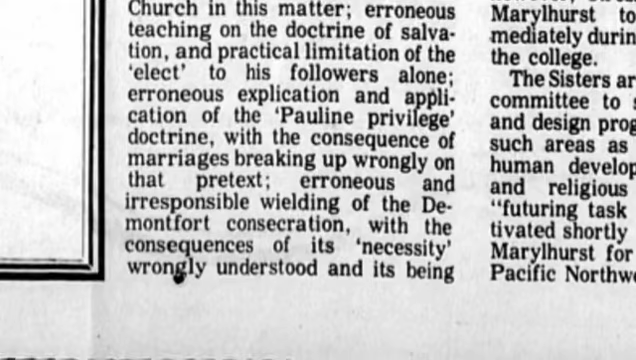 Church in this matter; erroneous
teaching on the doctrine of salva-
tion, and practical limitation of the
'elect' to his followers alone;
erroneous explication and appli-
cation of the 'Pauline privilege'
doctrine, with the consequence of
marriages breaking up wrongly on
that pretext; erroneous and
irresponsible wielding of the De-
montfort consecration, with the
consequences of its 'necessity'
wrongly understood and its being
Marylhurst to
mediately durin
the college.
The Sisters ar
committee to s
and design prog
such areas as
human develop
and religious
"futuring task
tivated shortly
Marylhurst for
Pacific Northwe